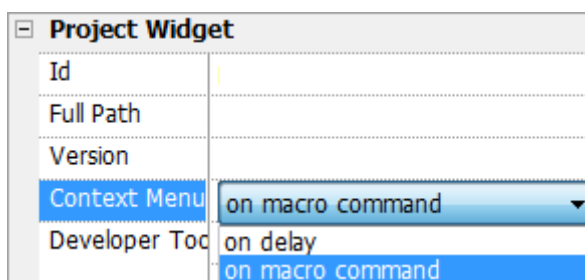 Project Widget
Id
Full Path
Version
Context Menu on macro command
Developer Too on delay
on macro command